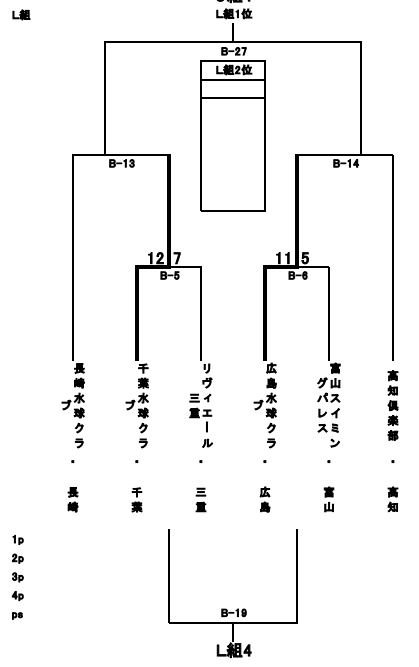 L組
L組1位
B-27
L組2位
B-13
B-14
12 7
11 5
B-5
B-6
長崎水球クラブ・長崎
千葉水球クラブ・千葉
リヴィエール三重・三重
広島水球クラブ・広島
富山スイミングパレス・富山
高知倶楽部・高知
1p
2p
3p
4p
ps
B-19
L組4